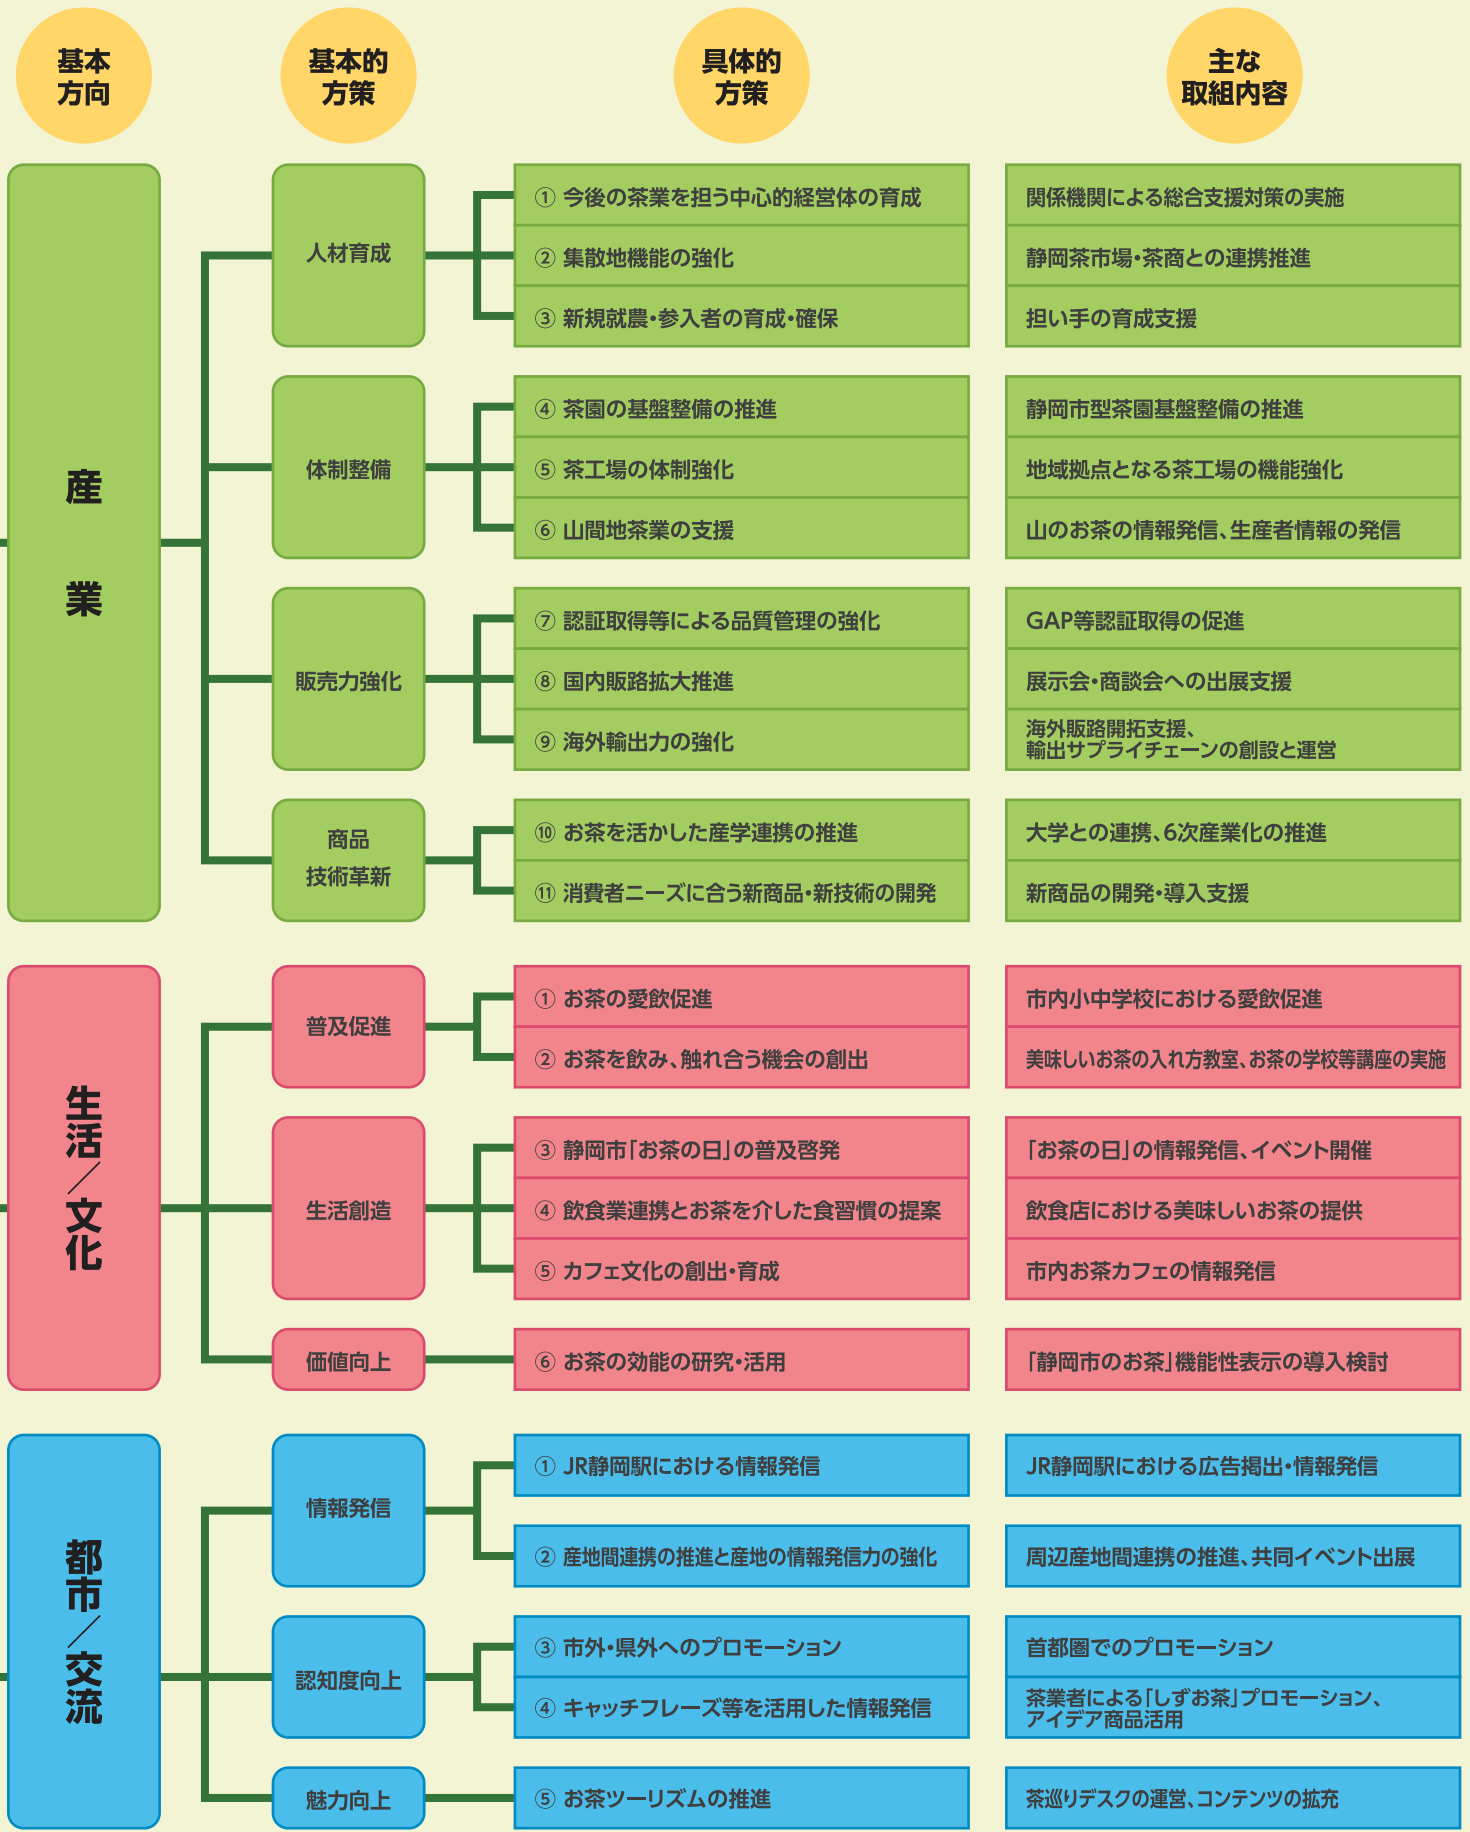 基本
方向
基本的
方策
具体的
方策
主な
取組内容
産業
人材育成
① 今後の茶業を担う中心的経営体の育成
関係機関による総合支援対策の実施
② 集散地機能の強化
静岡茶市場・茶商との連携推進
③ 新規就農・参入者の育成・確保
担い手の育成支援
体制整備
④ 茶園の基盤整備の推進
静岡市型茶園基盤整備の推進
⑤ 茶工場の体制強化
地域拠点となる茶工場の機能強化
⑥ 山間地茶業の支援
山のお茶の情報発信、生産者情報の発信
販売力強化
⑦ 認証取得等による品質管理の強化
GAP等認証取得の促進
⑧ 国内販路拡大推進
展示会・商談会への出展支援
⑨ 海外輸出力の強化
海外販路開拓支援、
輸出サプライチェーンの創設と運営
商品
技術革新
⑩ お茶を活かした産学連携の推進
大学との連携、6次産業化の推進
⑪ 消費者ニーズに合う新商品・新技術の開発
新商品の開発・導入支援
生活／文化
普及促進
① お茶の愛飲促進
市内小中学校における愛飲促進
② お茶を飲み、触れ合う機会の創出
美味しいお茶の入れ方教室、お茶の学校等講座の実施
生活創造
③ 静岡市「お茶の日」の普及啓発
「お茶の日」の情報発信、イベント開催
④ 飲食業連携とお茶を介した食習慣の提案
飲食店における美味しいお茶の提供
⑤ カフェ文化の創出・育成
市内お茶カフェの情報発信
価値向上
⑥ お茶の効能の研究・活用
「静岡市のお茶」機能性表示の導入検討
都市／交流
情報発信
① JR静岡駅における情報発信
JR静岡駅における広告掲出・情報発信
② 産地間連携の推進と産地の情報発信力の強化
周辺産地間連携の推進、共同イベント出展
認知度向上
③ 市外・県外へのプロモーション
首都圏でのプロモーション
④ キャッチフレーズ等を活用した情報発信
茶業者による「しずお茶」プロモーション、
アイデア商品活用
魅力向上
⑤ お茶ツーリズムの推進
茶巡りデスクの運営、コンテンツの拡充